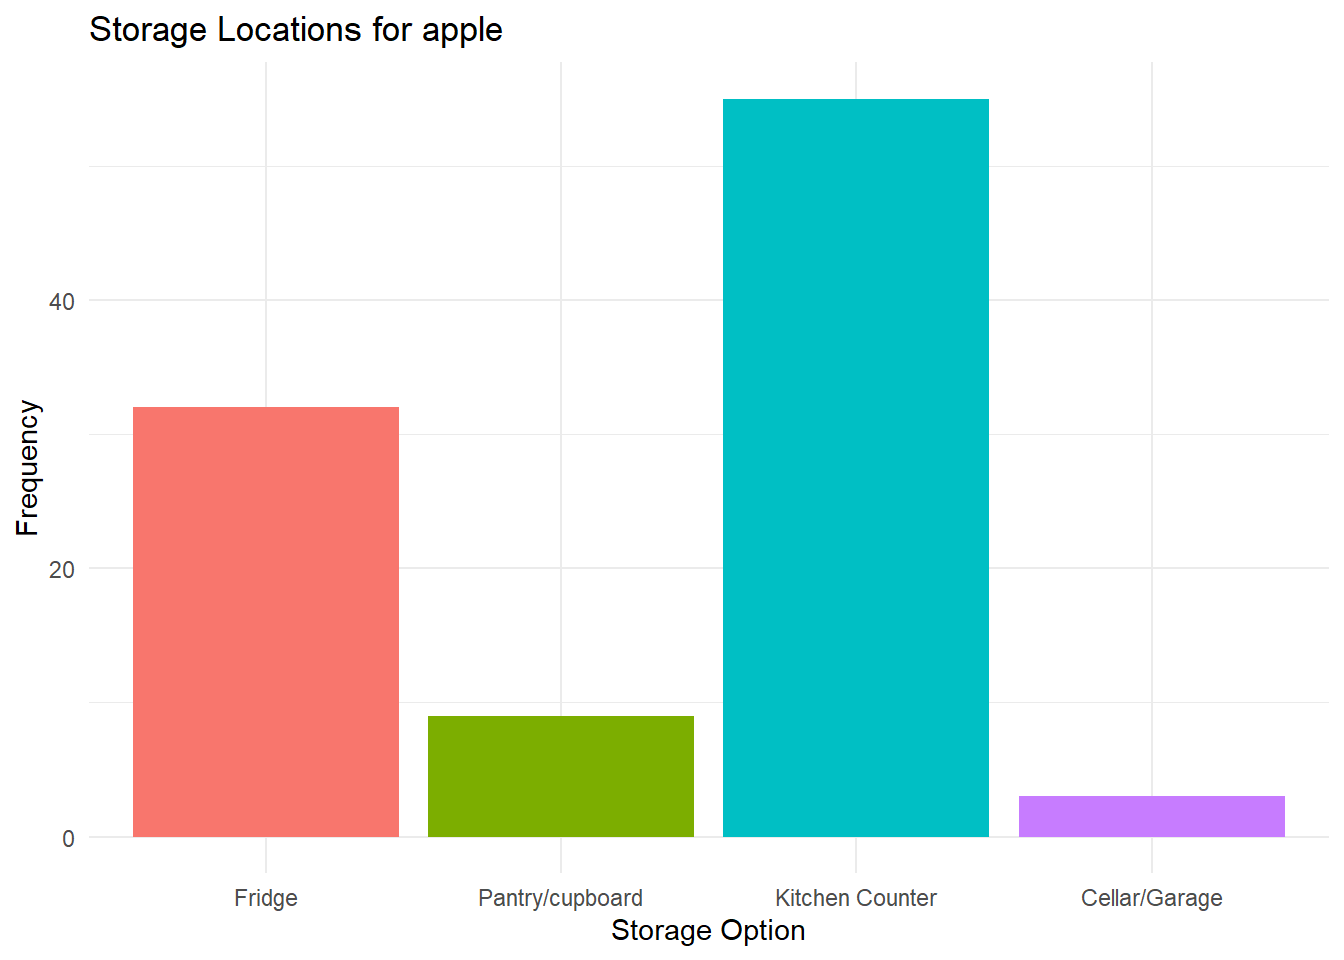 Storage Locations for apple
Frequency
40
20
0
Fridge Pantry/cupboard Kitchen Counter Cellar/Garage
Storage Option